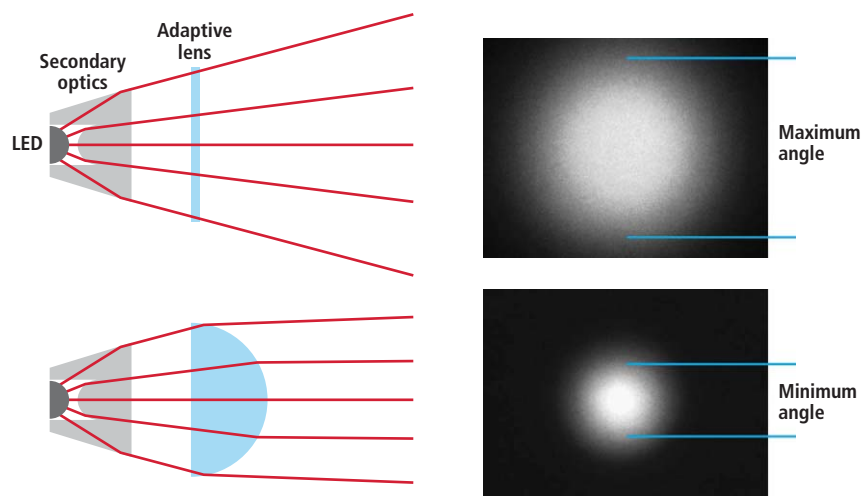 Adaptive
lens
Secondary
optics
LED
Maximum
angle
Minimum
angle